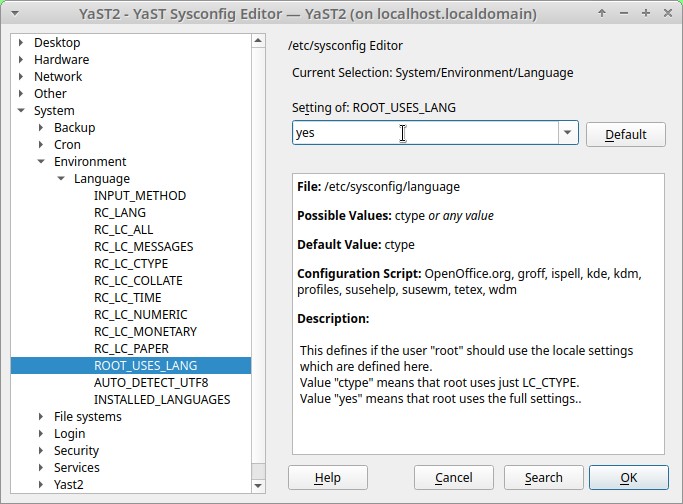 YaST2 - YaST Sysconfig Editor — YaST2 (on localhost.localdomain)
Desktop
Hardware
Network
Other
System
Backup
Cron
Environment
Language
INPUT_METHOD
RC_LANG
RC_LC_ALL
RC_LC_MESSAGES
RC_LC_CTYPE
RC_LC_COLLATE
RC_LC_TIME
RC_LC_NUMERIC
RC_LC_MONETARY
RC_LC_PAPER
ROOT_USES_LANG
AUTO_DETECT_UTF8
INSTALLED_LANGUAGES
File systems
Login
Security
Services
Yast2
/etc/sysconfig Editor
Current Selection: System/Environment/Language
Setting of: ROOT_USES_LANG
yes
Default
File: /etc/sysconfig/language
Possible Values: ctype or any value
Default Value: ctype
Configuration Script: OpenOffice.org, groff, ispell, kde, kdm,
profiles, susehelp, susewm, tetex, wdm
Description:
This defines if the user "root" should use the locale settings
which are defined here.
Value "ctype" means that root uses just LC_CTYPE.
Value "yes" means that root uses the full settings..
Help
Cancel
Search
OK